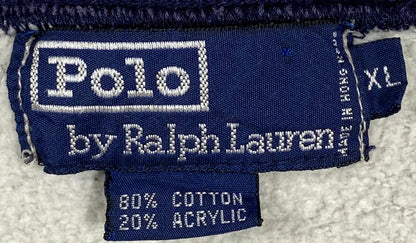 Polo
by Ralph Lauren
MADE IN HONG KONG
XL
80% COTTON
20% ACRYLIC